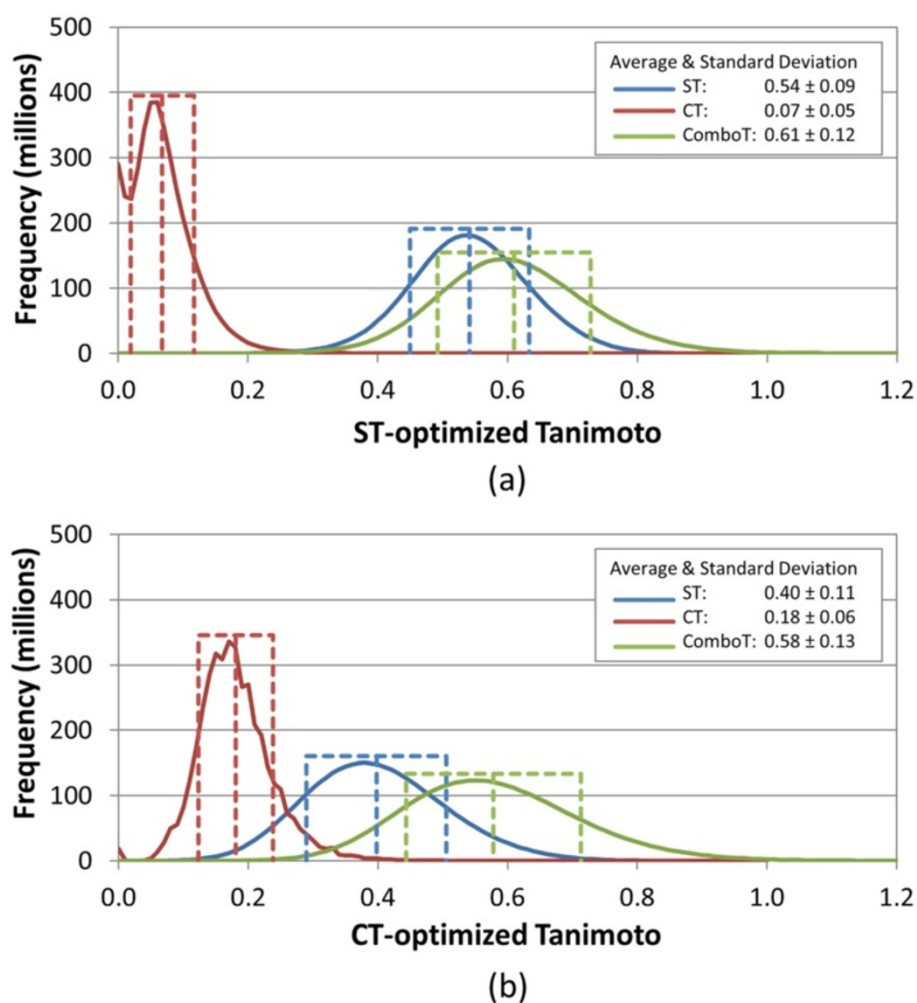 500
400
300
200
100
0
Frequency (millions)
Average & Standard Deviation
ST: 0.54 ± 0.09
CT: 0.07 ± 0.05
ComboT: 0.61 ± 0.12
0.0 0.2 0.4 0.6 0.8 1.0 1.2
ST-optimized Tanimoto
(a)
500
400
300
200
100
0
Frequency (millions)
Average & Standard Deviation
ST: 0.40 ± 0.11
CT: 0.18 ± 0.06
ComboT: 0.58 ± 0.13
0.0 0.2 0.4 0.6 0.8 1.0 1.2
CT-optimized Tanimoto
(b)